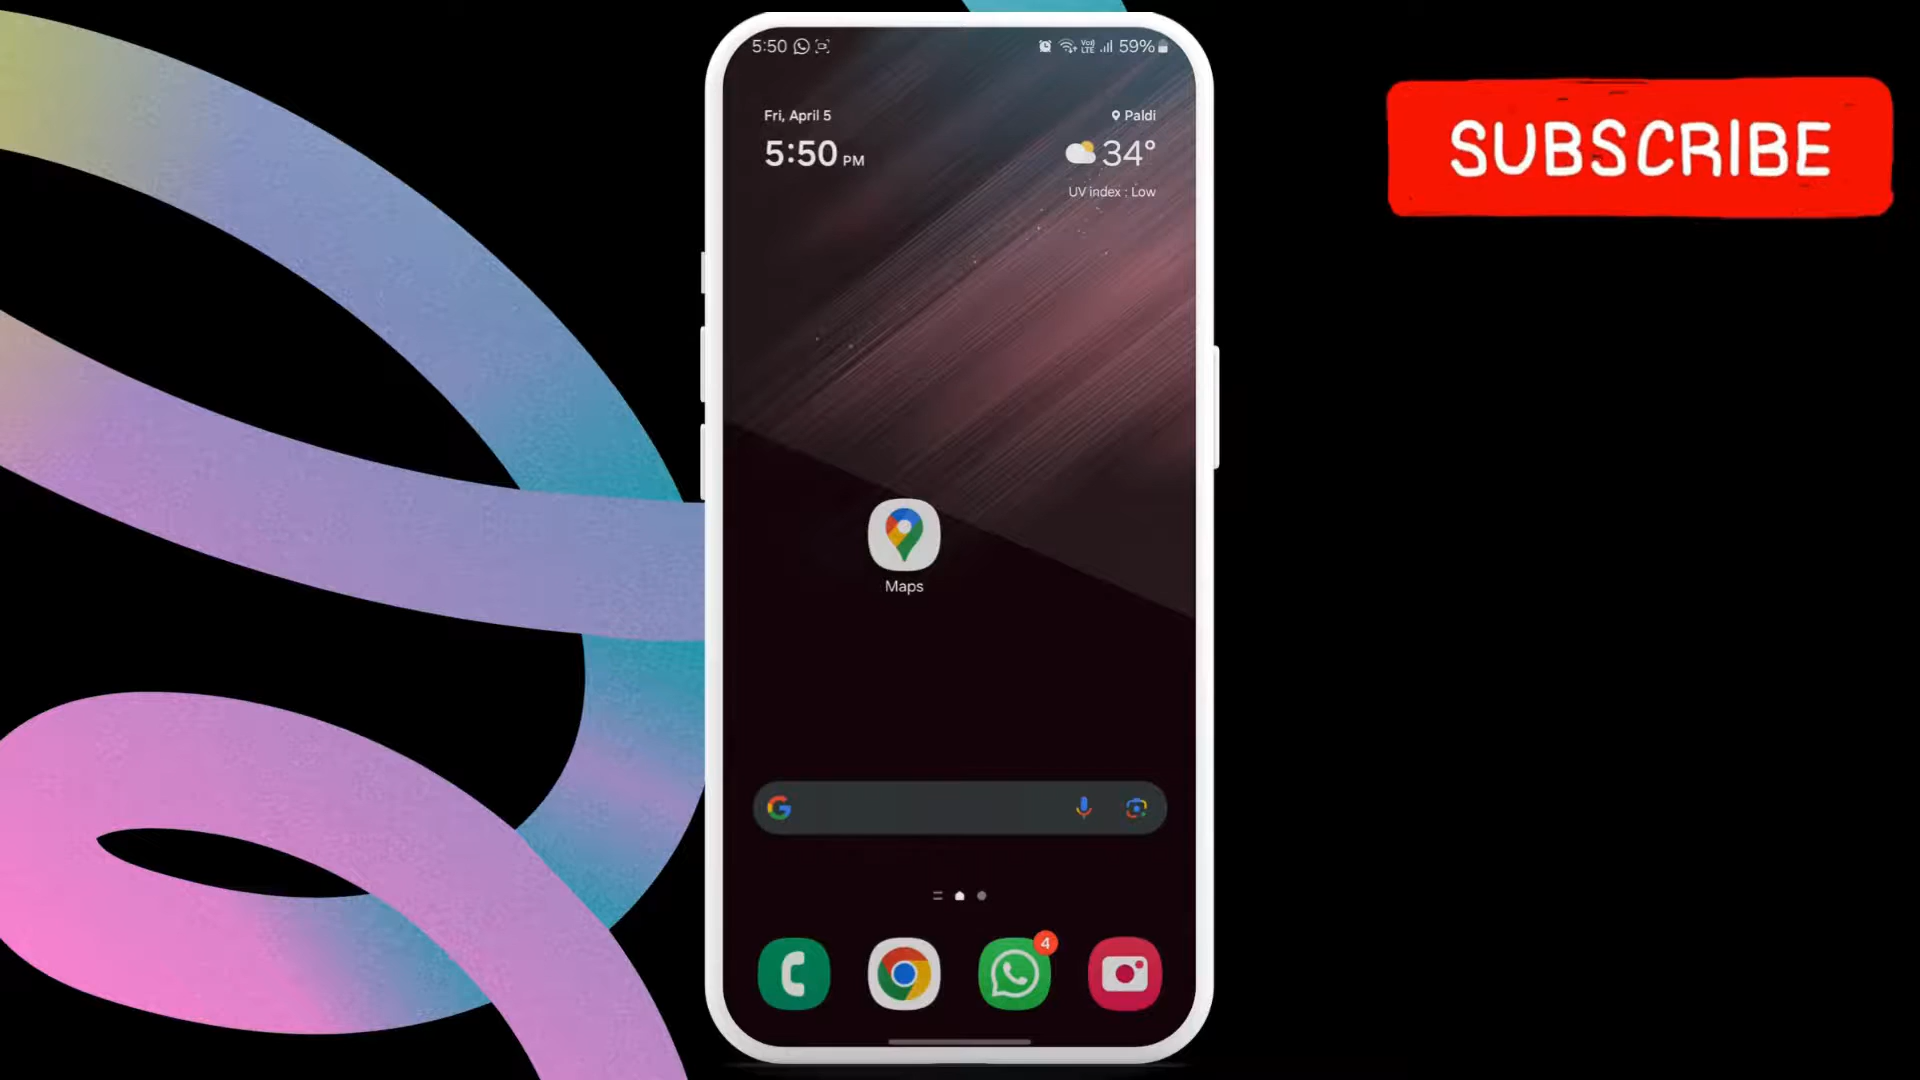 5:50
59%
Fri, April 5
5:50 PM
Paldi
34°
UV index : Low
SUBSCRIBE
Maps
4